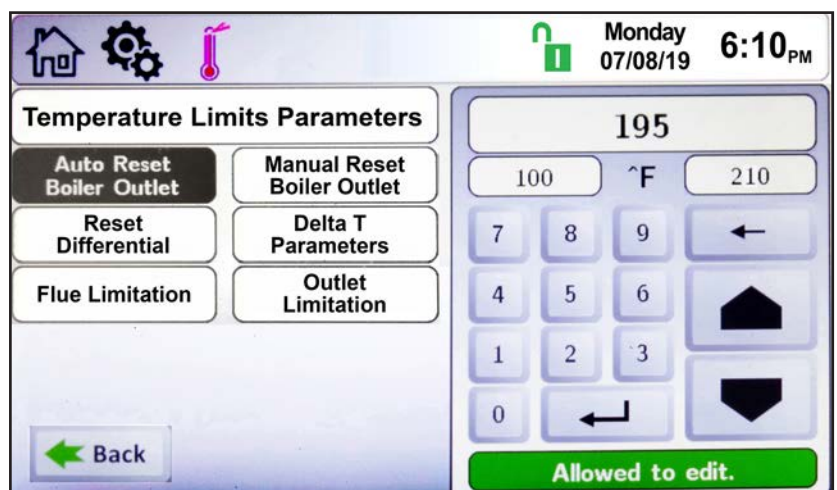 Monday
07/08/19
6:10 PM
Temperature Limits Parameters
Auto Reset
Boiler Outlet
Manual Reset
Boiler Outlet
Reset
Differential
Delta T
Parameters
Flue Limitation
Outlet
Limitation
Back
195
100 ^F 210
7 8 9
4 5 6
1 2 3
0
Allowed to edit.